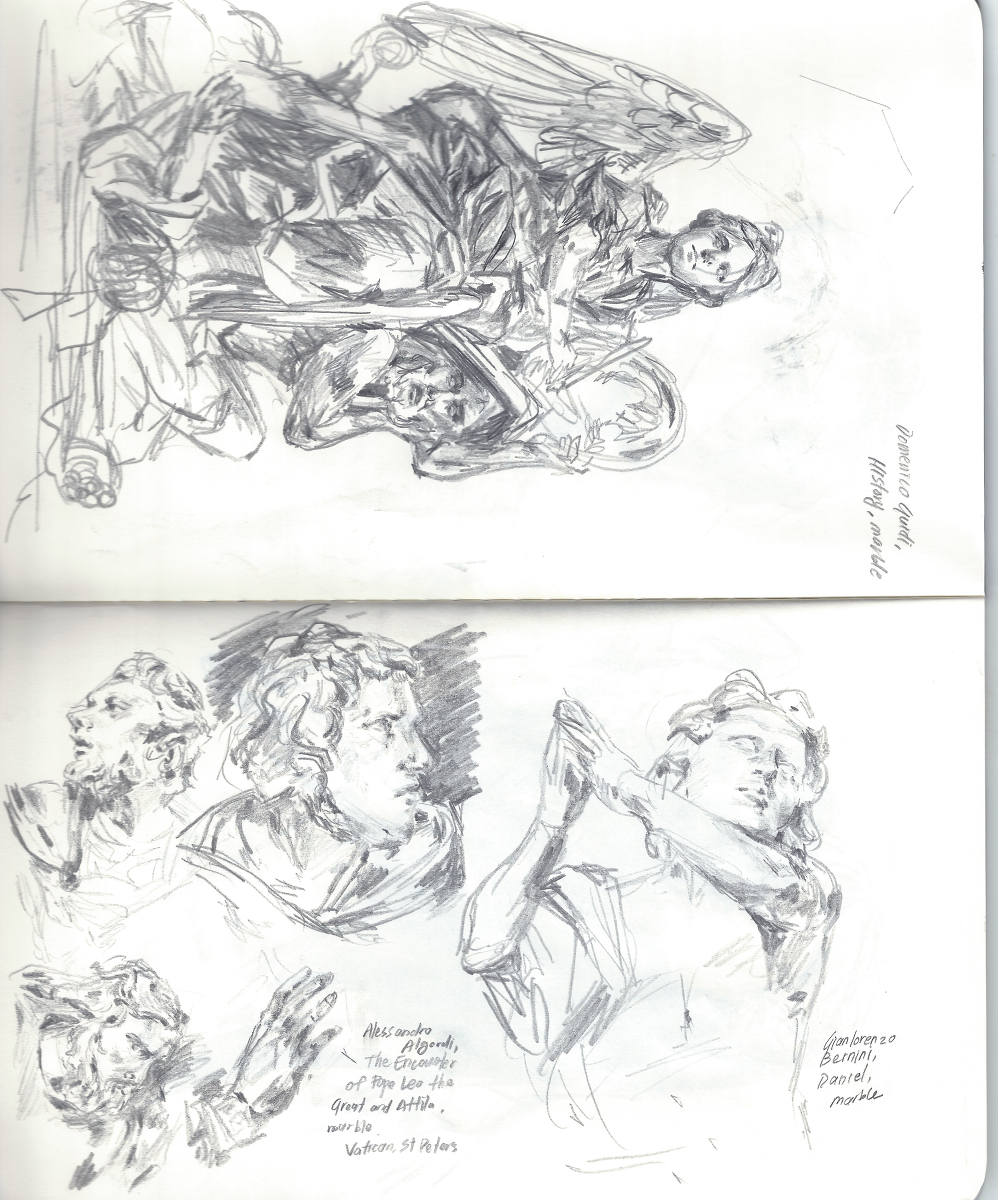 Domenico Guidi,
History, marble
Alessandro
Algardi,
The Encounter
of Pope Leo the
Great and Attila,
marble
Vatican, St Peters
Gianlorenzo
Bernini,
Daniel,
marble